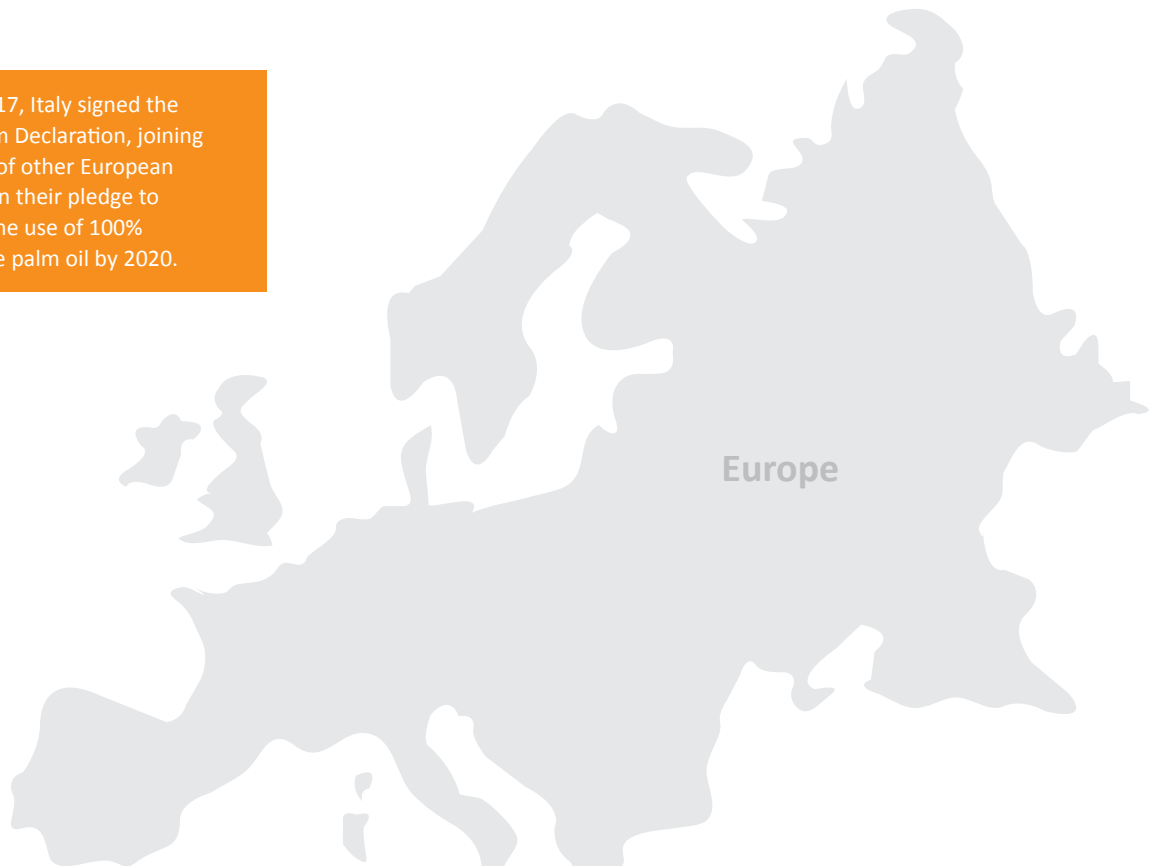 17, Italy signed the
Declaration, joining
of other European
their pledge to
use of 100%
palm oil by 2020.
Europe